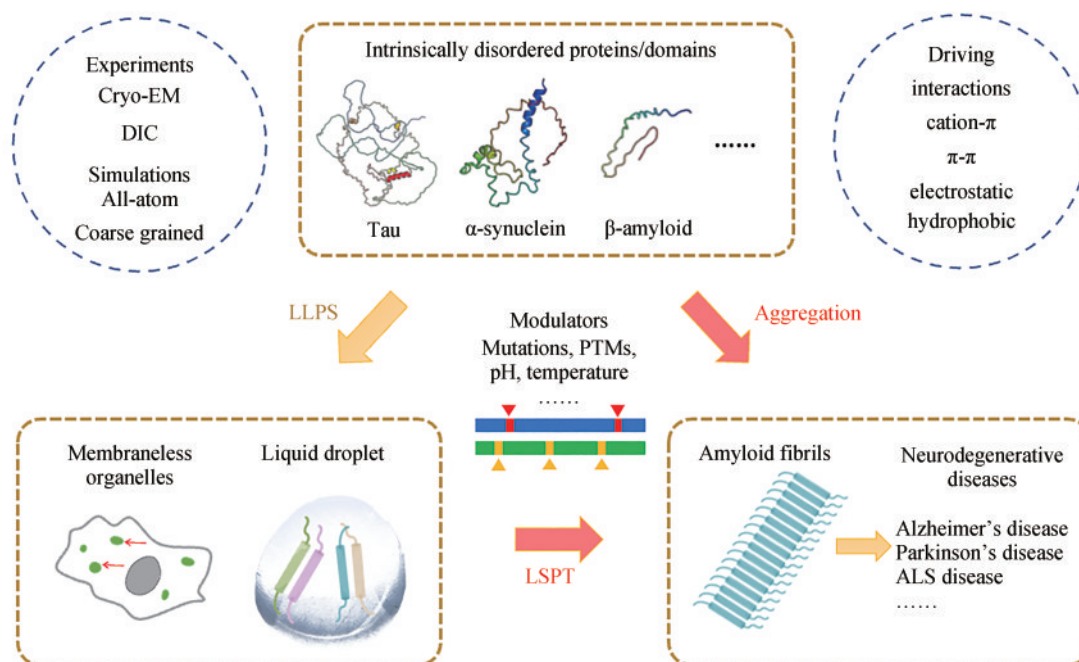 Experiments
Cryo-EM
DIC
Simulations
All-atom
Coarse grained
Intrinsically disordered proteins/domains
Tau
α-synuclein
β-amyloid
......
Driving
interactions
cation-π
π-π
electrostatic
hydrophobic
LLPS
Modulators
Mutations, PTMs,
pH, temperature
......
Aggregation
Membraneless
organelles
Liquid droplet
LSPT
Amyloid fibrils
Neurodegenerative
diseases
Alzheimer's disease
Parkinson's disease
ALS disease
......